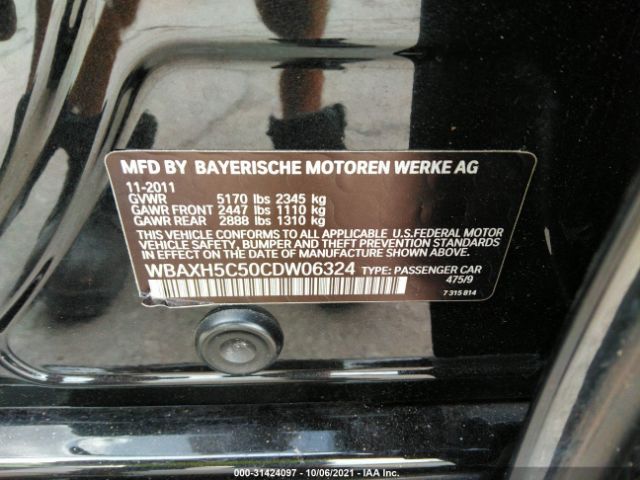 MFD BY BAYERISCHE MOTOREN WERKE AG
11-2011
GVWR 5170 lbs 2345 kg
GAWR FRONT 2447 lbs 1110 kg
GAWR REAR 2888 lbs 1310 kg
THIS VEHICLE CONFORMS TO ALL APPLICABLE U.S.FEDERAL MOTOR
VEHICLE SAFETY, BUMPER AND THEFT PREVENTION STANDARDS
IN EFFECT ON THE DATE OF MANUFACTURE SHOWN ABOVE.
WBAXH5C50CDW06324 TYPE: PASSENGER CAR
475/9
7 315 814
000-31424097 - 10/06/2021 - IAA Inc.